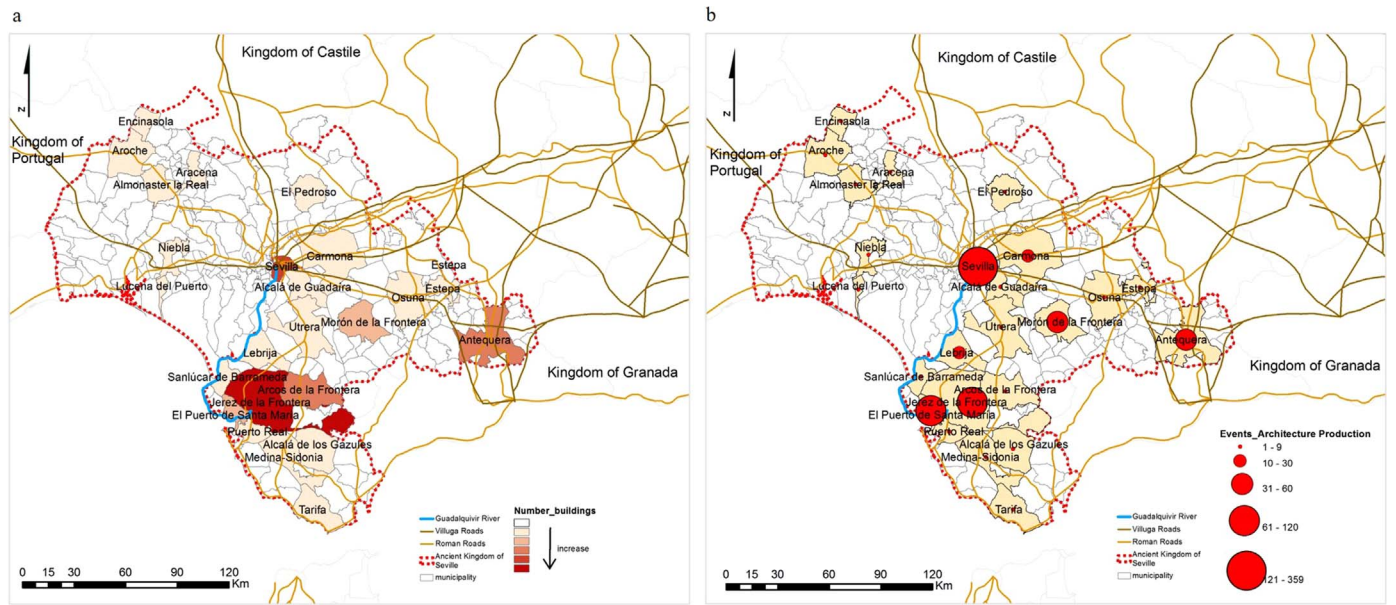 a
Kingdom of Castile
N
Encinasola
Kingdom of
Portugal
Aroche
Aracena
Almonaster la Real
El Pedroso
Niebla
Carmona
Sevilla
Estepa
Lucena del Puerto
Alcalá de Guadaíra
Estepa
Osuna
Utrera
Morón de la Frontera
Antequera
Lebrija
Kingdom of Granada
Sanlúcar de Barrameda
Arcos de la Frontera
Jerez de la Frontera
El Puerto de Santa María
Puerto Real
Alcalá de los Gazules
Medina-Sidonia
Tarifa
Number_buildings
increase
Guadalquivir River
Villuga Roads
Roman Roads
Ancient Kingdom of
Seville
municipality
0 15 30 60 90 120
Km
b
Kingdom of Castile
N
Encinasola
Kingdom of
Portugal
Aroche
Aracena
Almonaster la Real
El Pedroso
Niebla
Carmona
Sevilla
Lucena del Puerto
Alcalá de Guadaíra
Estepa
Osuna
Utrera
Morón de la Frontera
Antequera
Lebrija
Kingdom of Granada
Sanlúcar de Barrameda
Arcos de la Frontera
Jerez de la Frontera
El Puerto de Santa María
Puerto Real
Alcalá de los Gazules
Medina-Sidonia
Tarifa
Events_Architecture Production
1 - 9
10 - 30
31 - 60
61 - 120
121 - 359
Guadalquivir River
Villuga Roads
Roman Roads
Ancient Kingdom of
Seville
municipality
0 15 30 60 90 120
Km